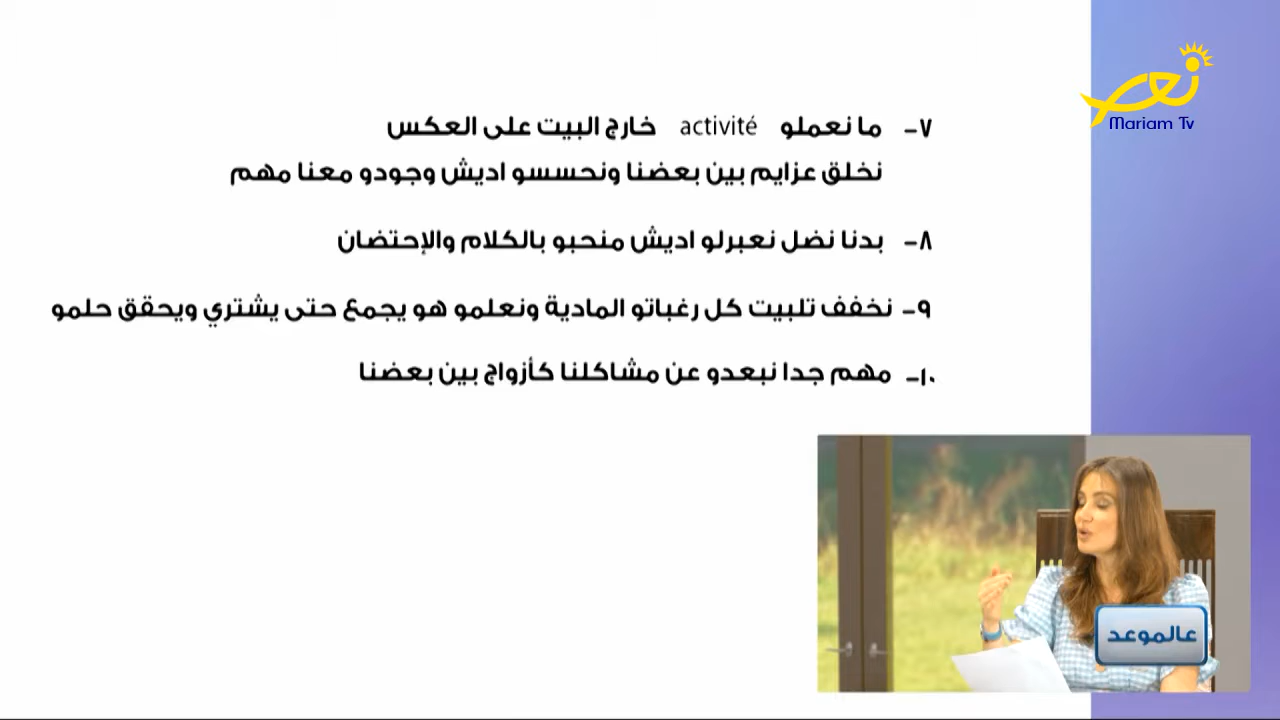 نعم
Mariam Tv
٧- ما نعملو activité خارج البيت على العكس
نخلق عزايم بين بعضنا ونحسسو اديش وجودو معنا مهم
٨- بدنا نضل نعبرلو اديش منحبو بالكلام والإحتضان
٩- نخفف تلبيت كل رغباتو المادية ونعلمو هو يجمع حتى يشتري ويحقق حلمو
١٠- مهم جدا نبعدو عن مشاكلنا كأزواج بين بعضنا
عالموعد